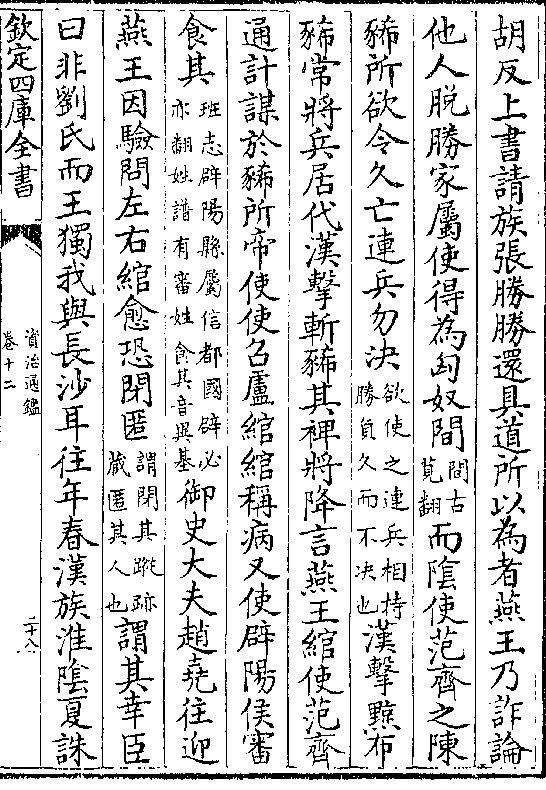 胡反上書請族張勝勝還具道所以為者燕王乃詐論
他人脱勝家屬使得為匈奴間間古莧翻而陰使范齊之陳
豨所欲令久亡連兵勿決欲使之連兵相持勝負久而不决也漢擊黥布
豨常將兵居代漢擊斬豨其裨將降言燕王綰使范齊
通計謀於豨所帝使使召盧綰綰稱病又使辟陽侯審
食其班志辟陽縣屬信都國辟必亦翻姓譜有審姓食其音異基御史大夫趙堯往迎
燕王因驗問左右綰愈恐閉匿謂閉其蹤跡藏匿其人也謂其幸臣
曰非劉氏而王獨我與長沙耳往年春漢族淮隂夏誅
欽定四庫全書
資治通鑑
卷十二
二十八